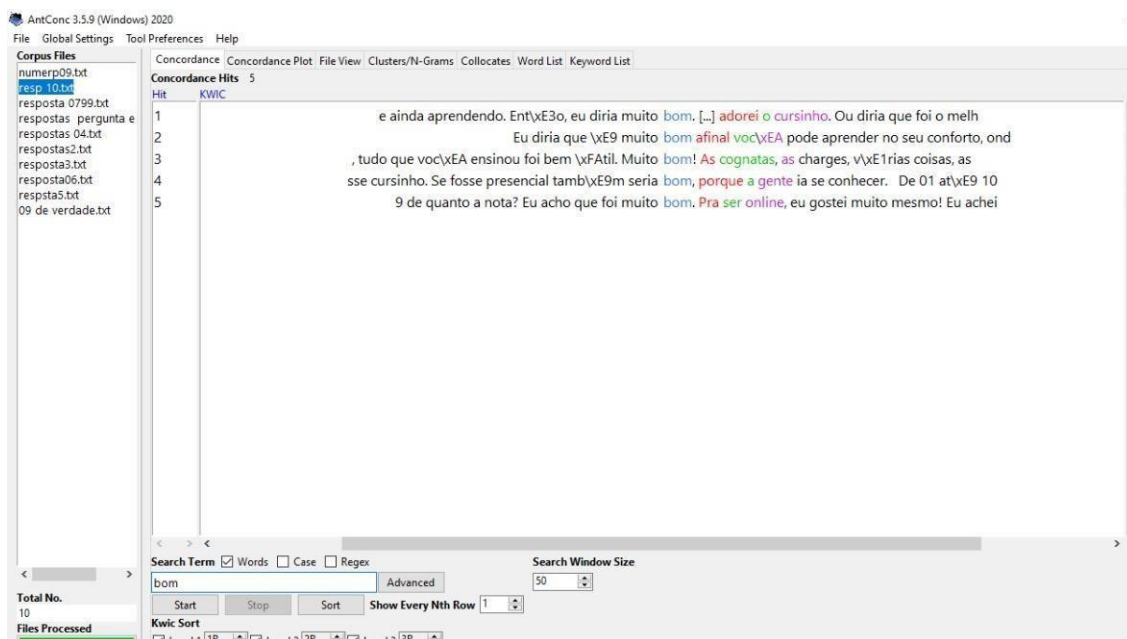 AntConc 3.5.9 (Windows) 2020
File Global Settings Tool Preferences Help
Corpus Files
numerp09.txt
resp 10.txt
resposta 0799.txt
respostas pergunta e
respostas 04.txt
respostas2.txt
resposta3.txt
resposta06.txt
respsta5.txt
09 de verdade.txt
Concordance Concordance Plot File View Clusters/N-Grams Collocates Word List Keyword List
Concordance Hits 5
Hit KWIC
1 e ainda aprendendo. Ent\xE3o, eu diria muito bom. [...] adorei o cursinho. Ou diria que foi o melh
2 Eu diria que \xE9 muito bom afinal voc\xEA pode aprender no seu conforto, ond
3 , tudo que voc\xEA ensinou foi bem \xFAtil. Muito bom! As cognatas, as charges, v\xE1rias coisas, as
4 sse cursinho. Se fosse presencial tamb\xE9m seria bom, porque a gente ia se conhecer. De 01 at\xE9 10
5 9 de quanto a nota? Eu acho que foi muito bom. Pra ser online, eu gostei muito mesmo! Eu achei
Search Term Words Case Regex Search Window Size
bom Advanced 50
Start Stop Sort Show Every Nth Row 1
Kwic Sort
Total No.
10
Files Processed